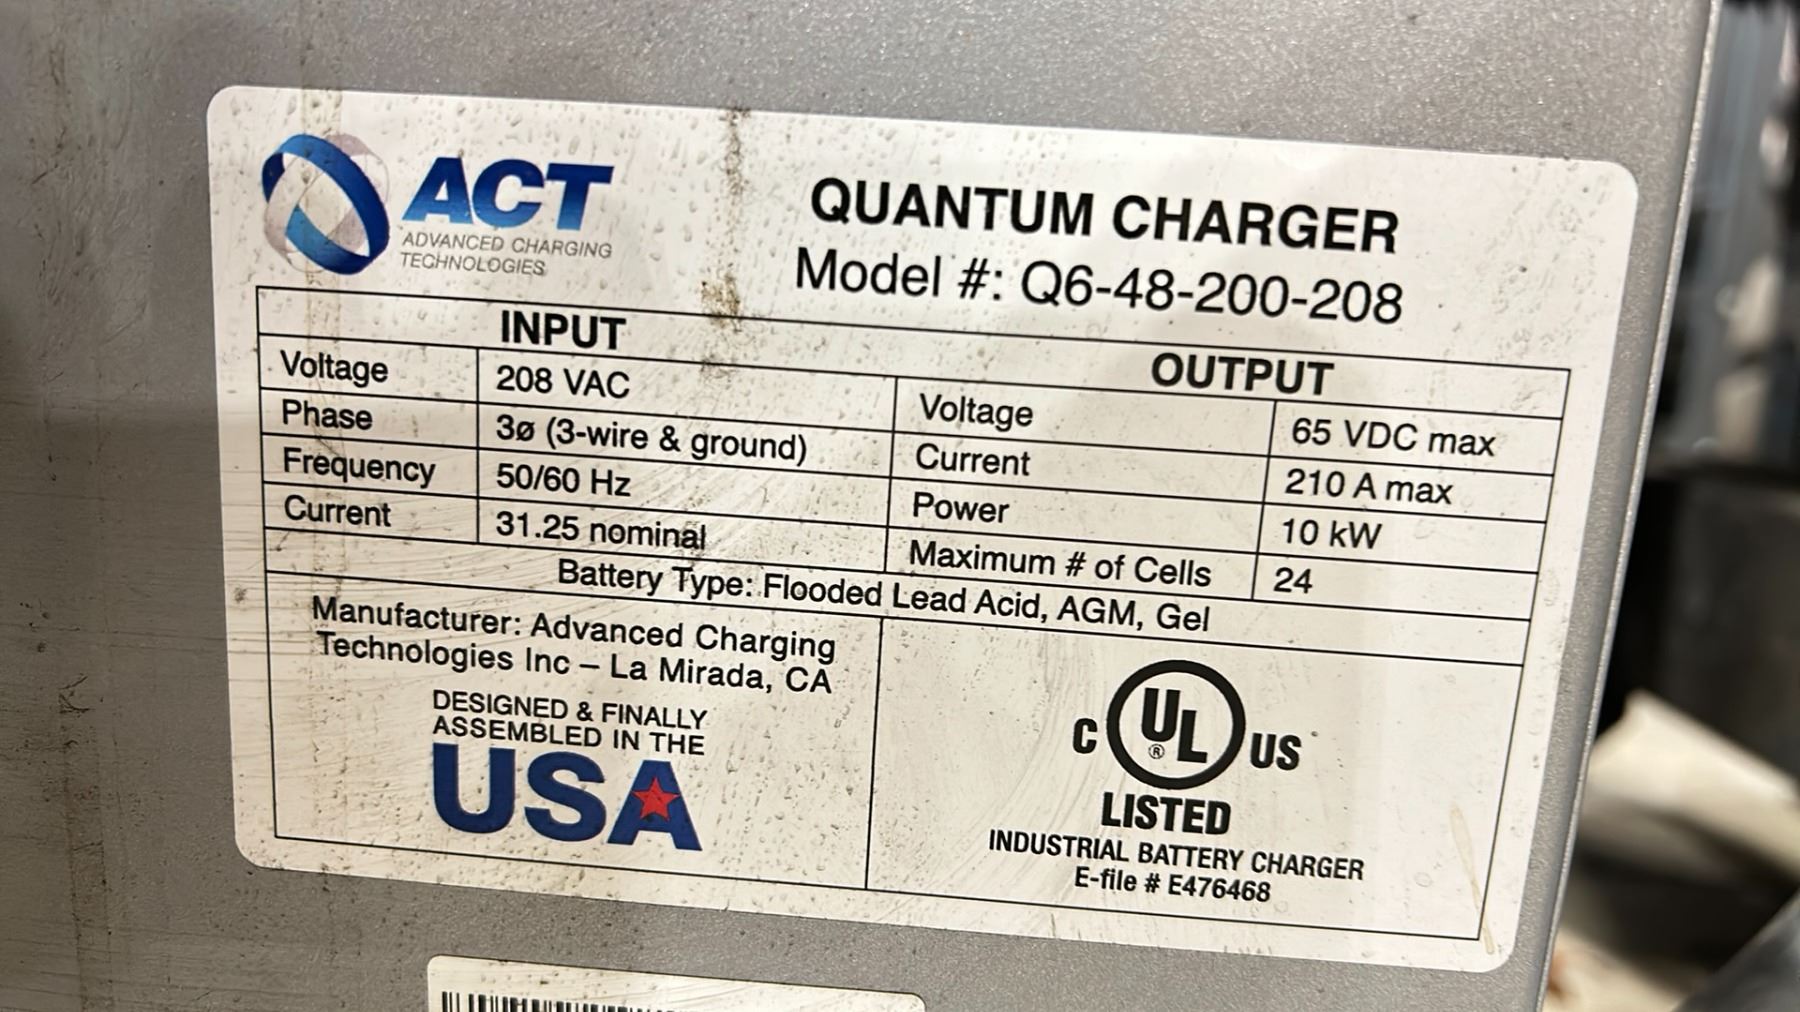 ACT
ADVANCED CHARGING
TECHNOLOGIES
QUANTUM CHARGER
Model #: Q6-48-200-208
INPUT
Voltage 208 VAC
Phase 3ø (3-wire & ground)
Frequency 50/60 Hz
Current 31.25 nominal
OUTPUT
Voltage 65 VDC max
Current 210 A max
Power 10 kW
Maximum # of Cells 24
Battery Type: Flooded Lead Acid, AGM, Gel
Manufacturer: Advanced Charging
Technologies Inc – La Mirada, CA
DESIGNED & FINALLY
ASSEMBLED IN THE
USA
C UL ® US
LISTED
INDUSTRIAL BATTERY CHARGER
E-file # E476468